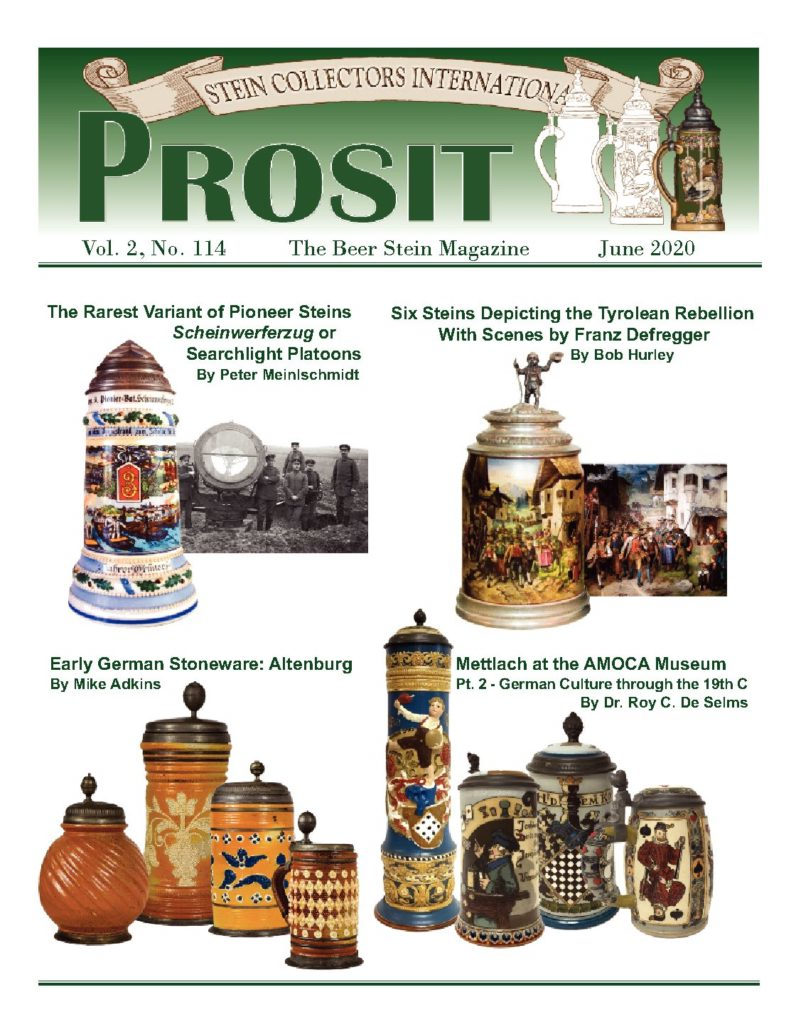 STEIN COLLECTORS INTERNATIONAL
PROSIT
Vol. 2, No. 114 The Beer Stein Magazine June 2020
The Rarest Variant of Pioneer Steins
Scheinwerferzug or
Searchlight Platoons
By Peter Meinlschmidt
Six Steins Depicting the Tyrolean Rebellion
With Scenes by Franz Defregger
By Bob Hurley
Early German Stoneware: Altenburg
By Mike Adkins
Mettlach at the AMOCA Museum
Pt. 2 - German Culture through the 19th C
By Dr. Roy C. De Selms